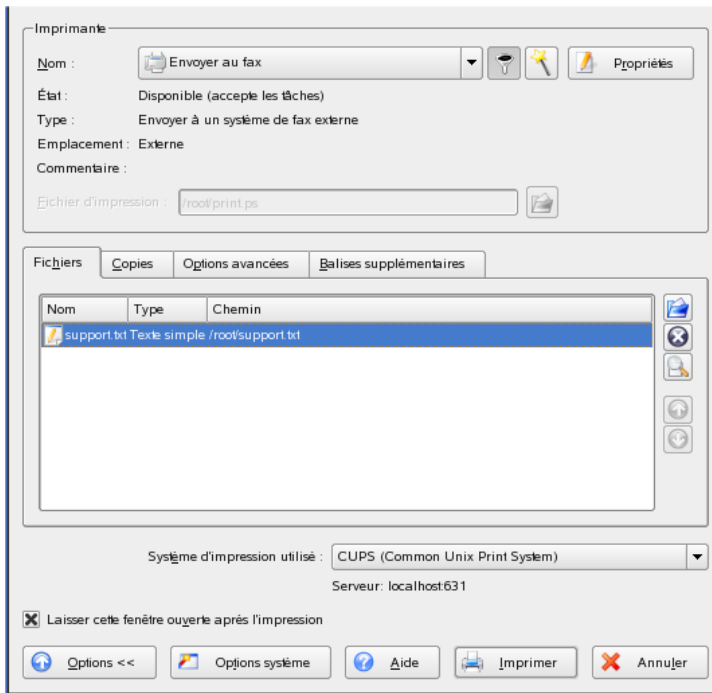 Imprimante
Nom : Envoyer au fax Propriétés
État : Disponible (accepte les tâches)
Type : Envoyer à un système de fax externe
Emplacement : Externe
Commentaire :
Fichier d'impression : /root/print.ps
Fichiers Copies Options avancées Balises supplémentaires
Nom Type Chemin
support.txt Texte simple /root/support.txt
Système d'impression utilisé : CUPS (Common Unix Print System)
Serveur: localhost:631
Laisser cette fenêtre ouverte après l'impression
Options << Options système Aide Imprimer Annuler